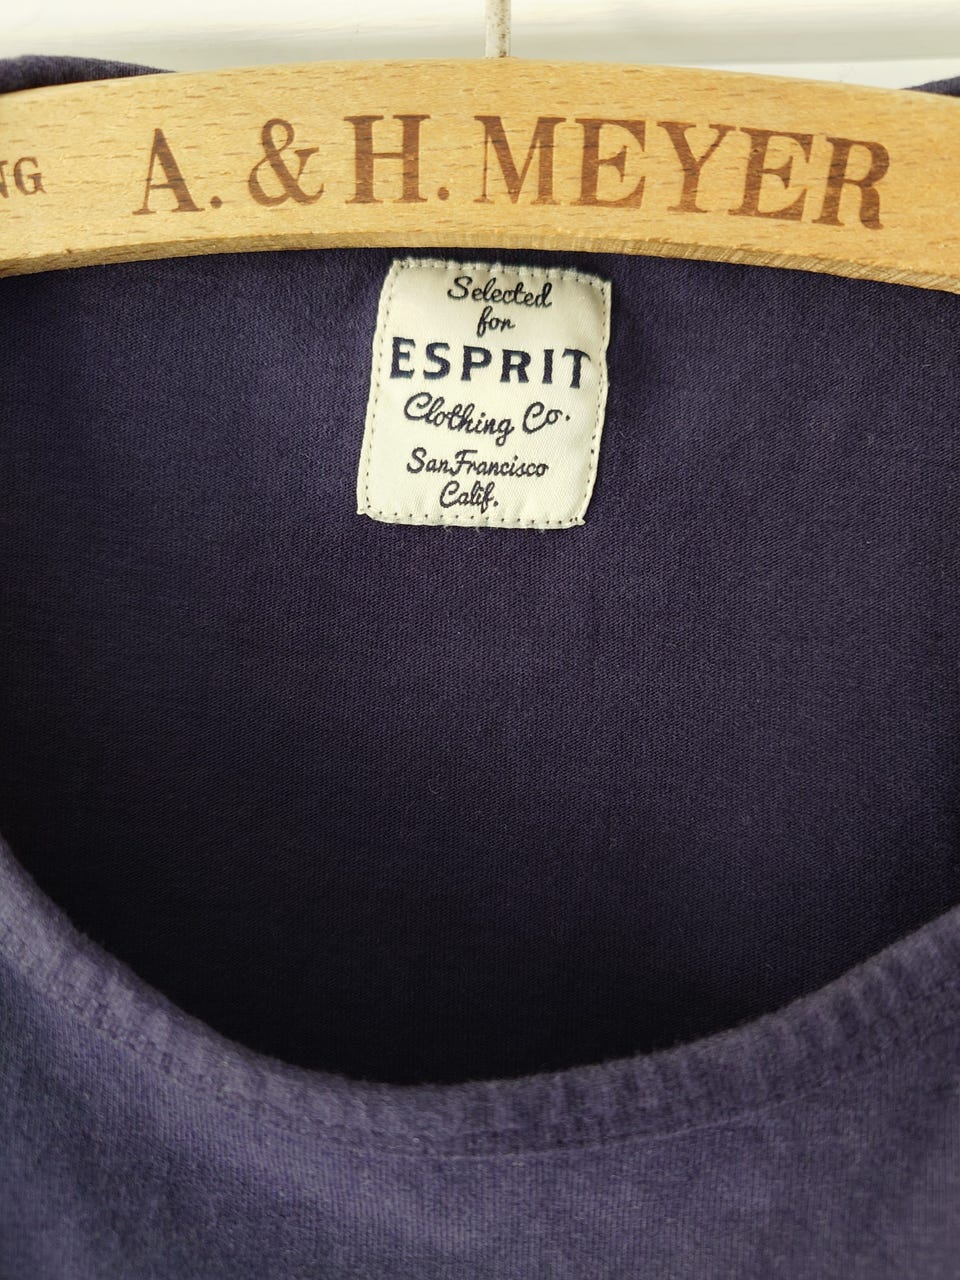 NG A. & H. MEYER
Selected
for
ESPRIT
Clothing Co.
San Francisco
Calif.